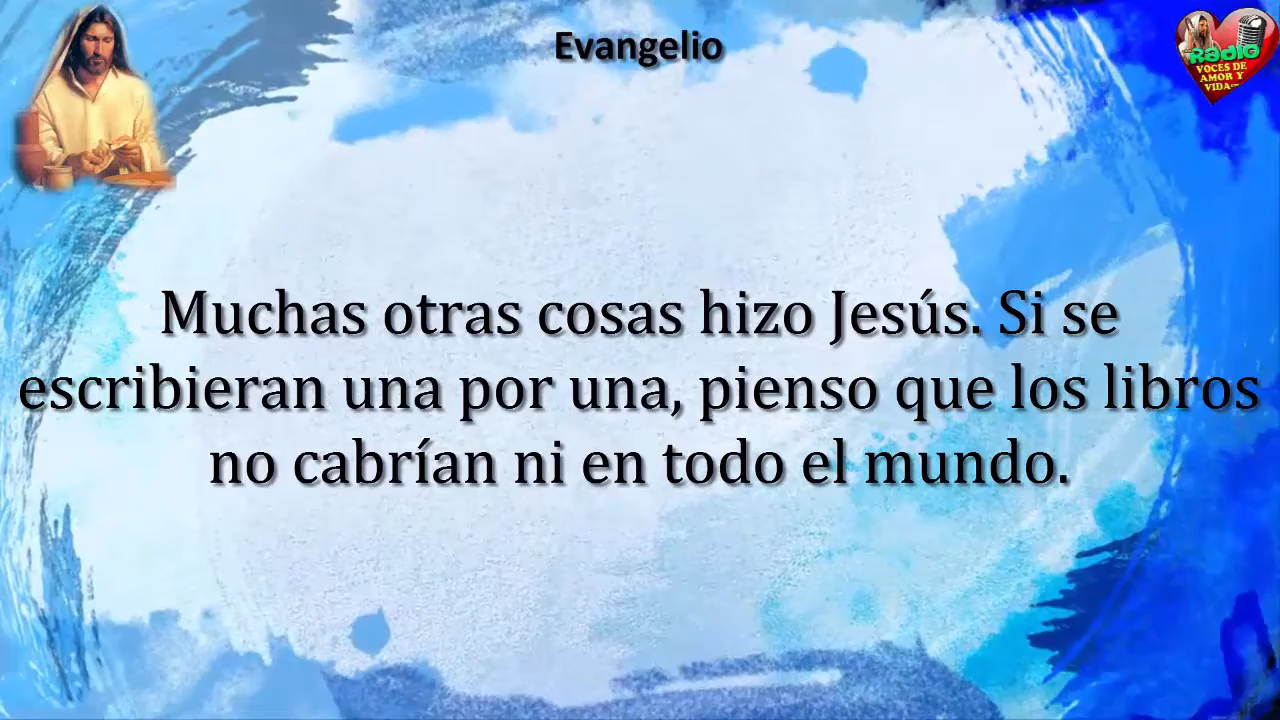 Evangelio
Radio
VOCES DE
AMOR Y
VIDA
Muchas otras cosas hizo Jesús. Si se
escribieran una por una, pienso que los libros
no cabrían ni en todo el mundo.